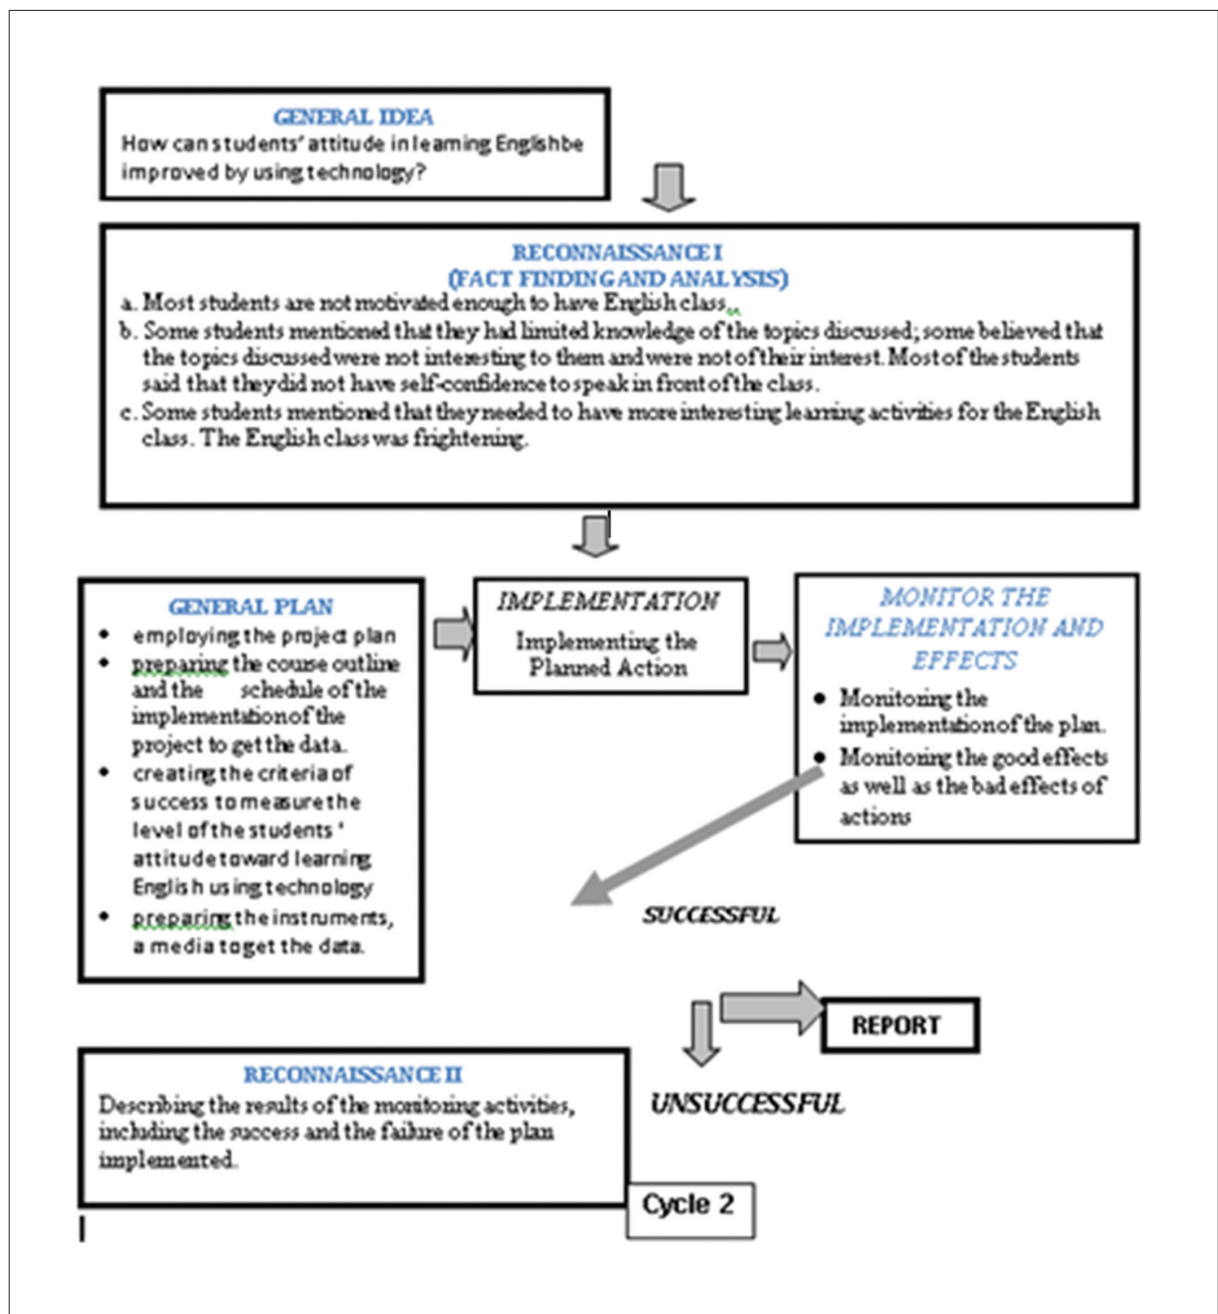 GENERAL IDEA
How can students' attitude in learning Englishbe
improved by using technology?
RECONNAISSANCE I
(FACT FINDING AND ANALYSIS)
a. Most students are not motivated enough to have English class..
b. Some students mentioned that they had limited knowledge of the topics discussed; some believed that
the topics discussed were not interesting to them and were not of their interest. Most of the students
said that they did not have self-confidence to speak in front of the class.
c. Some students mentioned that they needed to have more interesting learning activities for the English
class. The English class was frightening.
GENERAL PLAN
• employing the project plan
• preparing the course outline
and the schedule of the
implementation of the
project to get the data.
• creating the criteria of
success to measure the
level of the students '
attitude toward learning
English using technology
• preparing the instruments,
a media to get the data.
IMPLEMENTATION
Implementing the
Planned Action
MONITOR THE
IMPLEMENTATION AND
EFFECTS
• Monitoring the
implementation of the plan.
• Monitoring the good effects
as well as the bad effects of
actions
SUCCESSFUL
REPORT
UNSUCCESSFUL
RECONNAISSANCE II
Describing the results of the monitoring activities,
including the success and the failure of the plan
implemented.
Cycle 2